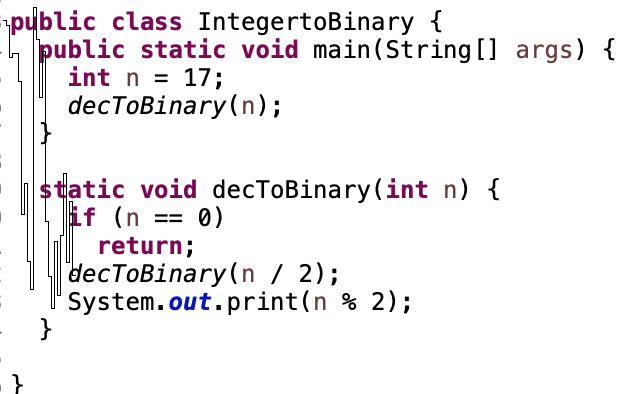 public class IntegertoBinary {
public static void main(String[] args) {
int n = 17;
decToBinary(n);
}
static void decToBinary(int n) {
if (n == 0)
return;
decToBinary(n / 2);
System.out.print(n % 2);
}
}